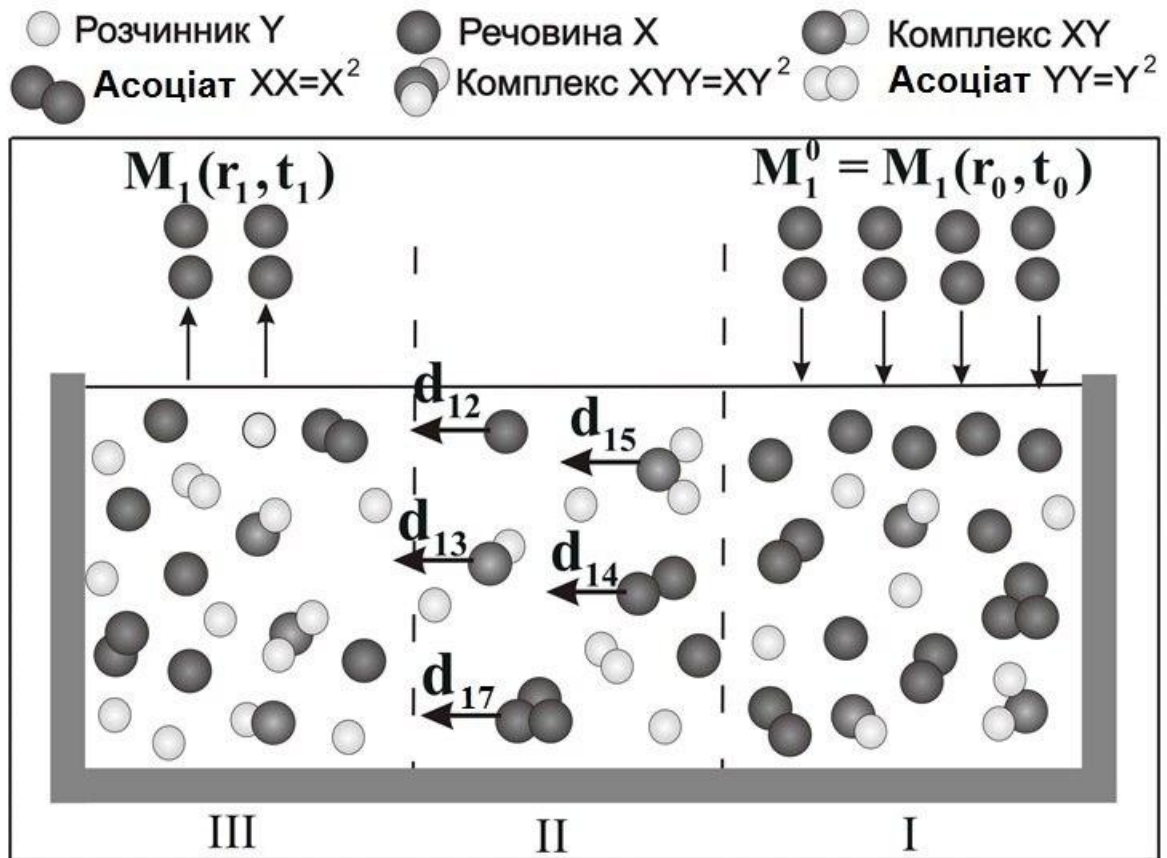 Розчинник Y Речовина X Комплекс XY
Асоціат XX=X² Комплекс XYY=XY² Асоціат YY=Y²
M₁(r₁,t₁) M₁⁰ = M₁(r₀,t₀)
d₁₂
d₁₅
d₁₃
d₁₄
d₁₇
III II I